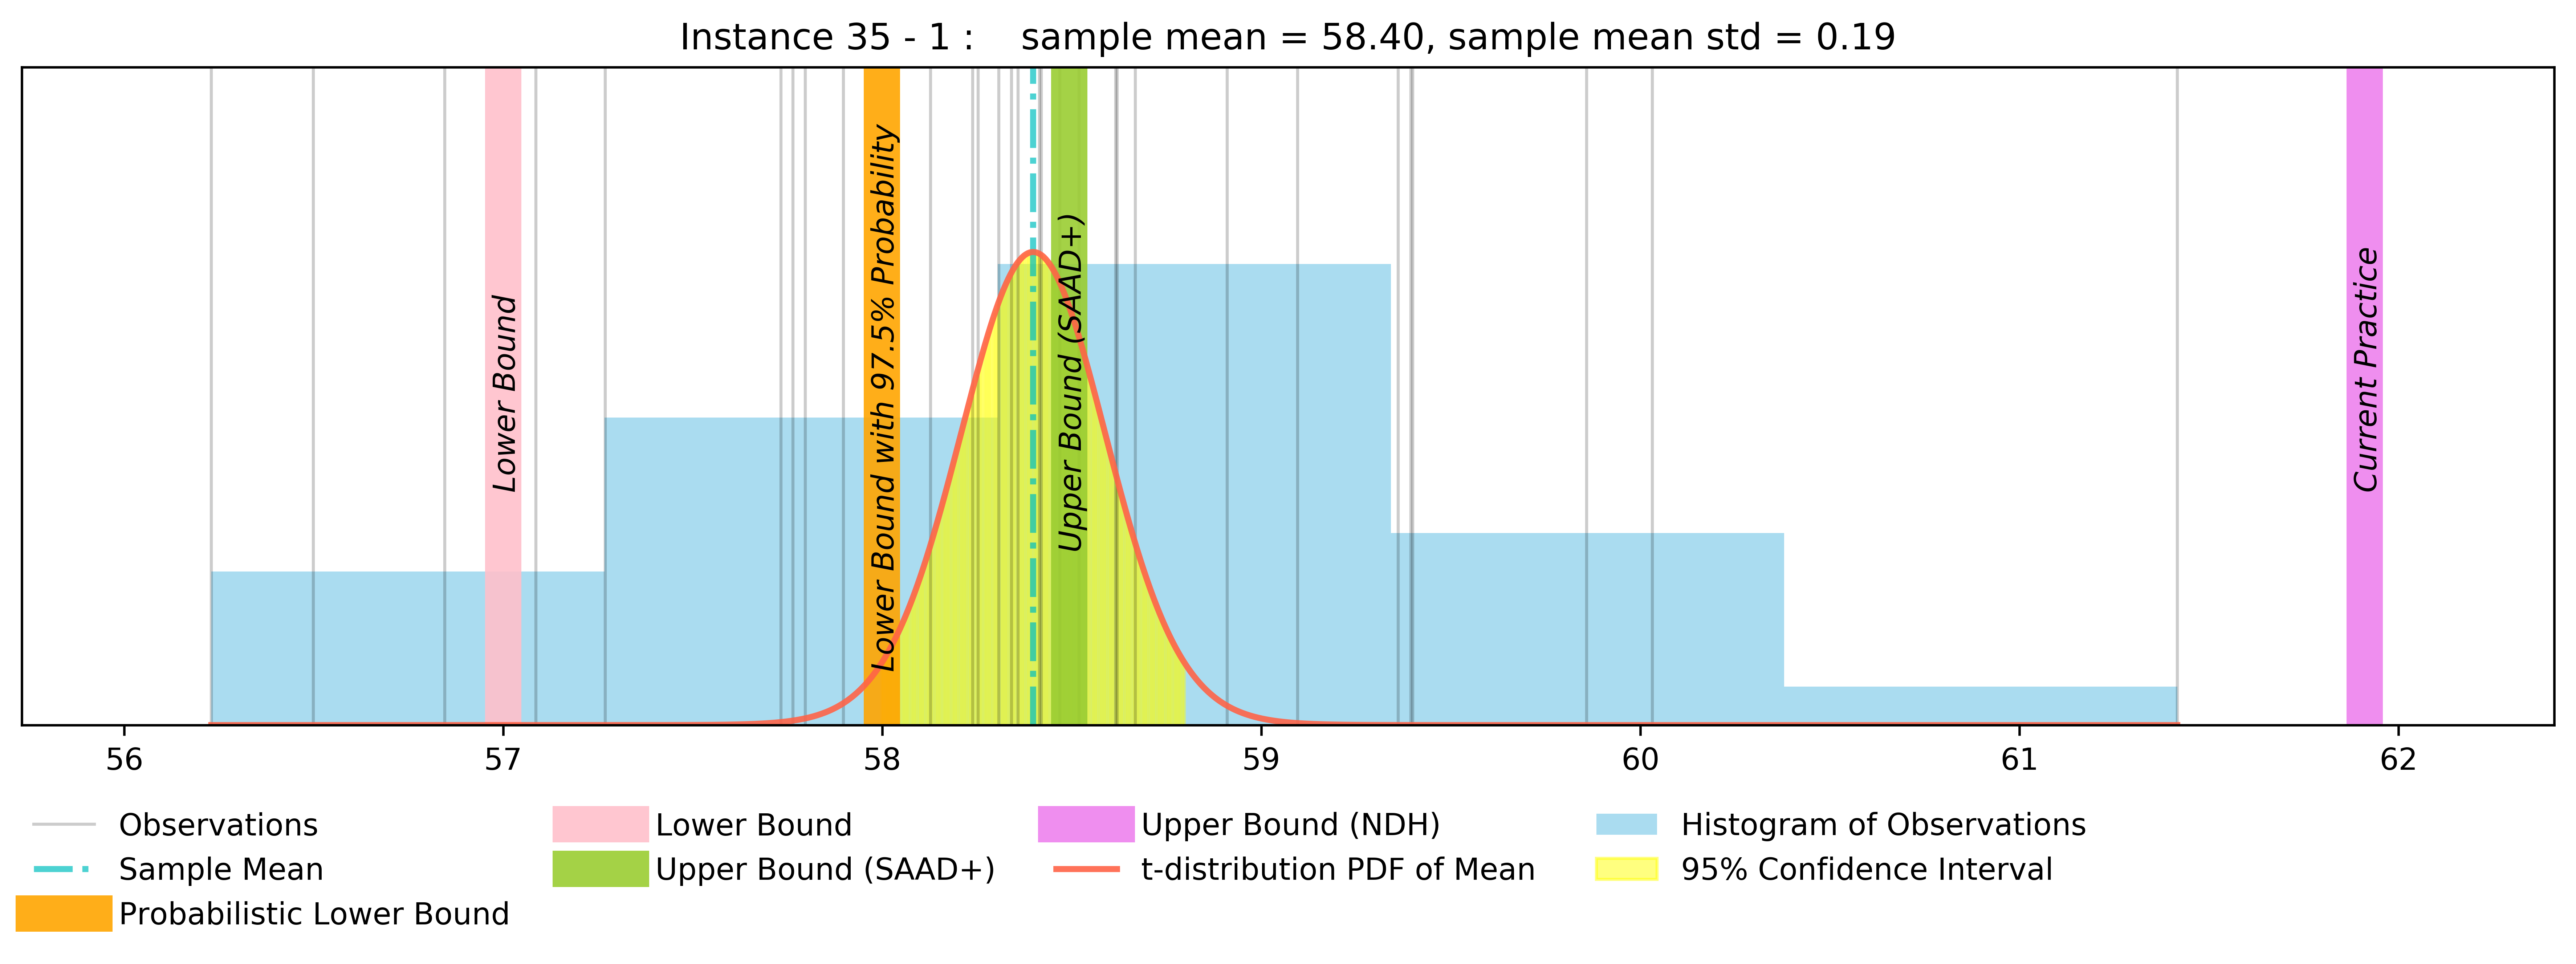 Instance 35 - 1 :    sample mean = 58.40, sample mean std = 0.19
Lower Bound
Lower Bound with 97.5% Probability
Upper Bound (SAAD+)
Current Practice
56 57 58 59 60 61 62
Observations
Sample Mean
Probabilistic Lower Bound
Lower Bound
Upper Bound (SAAD+)
Upper Bound (NDH)
t-distribution PDF of Mean
Histogram of Observations
95% Confidence Interval